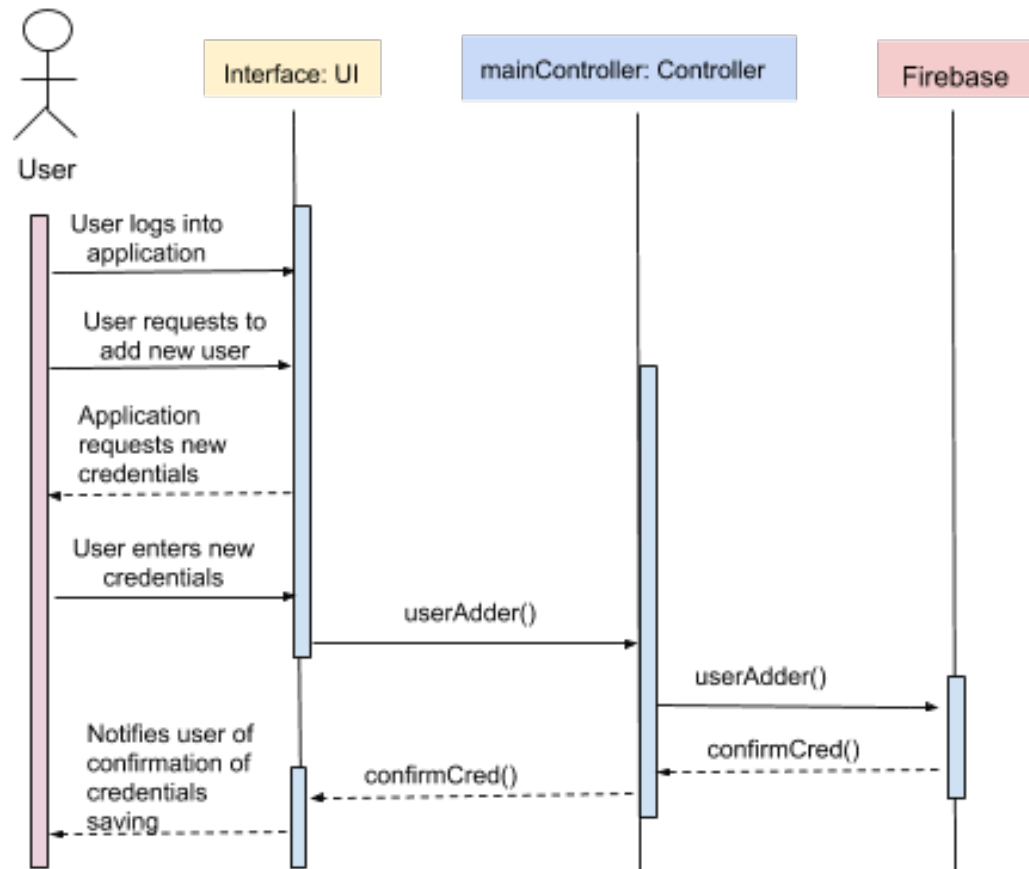 Interface: UI
mainController: Controller
Firebase
User
User logs into
application
User requests to
add new user
Application
requests new
credentials
User enters new
credentials
userAdder()
userAdder()
confirmCred()
confirmCred()
Notifies user of
confirmation of
credentials
saving